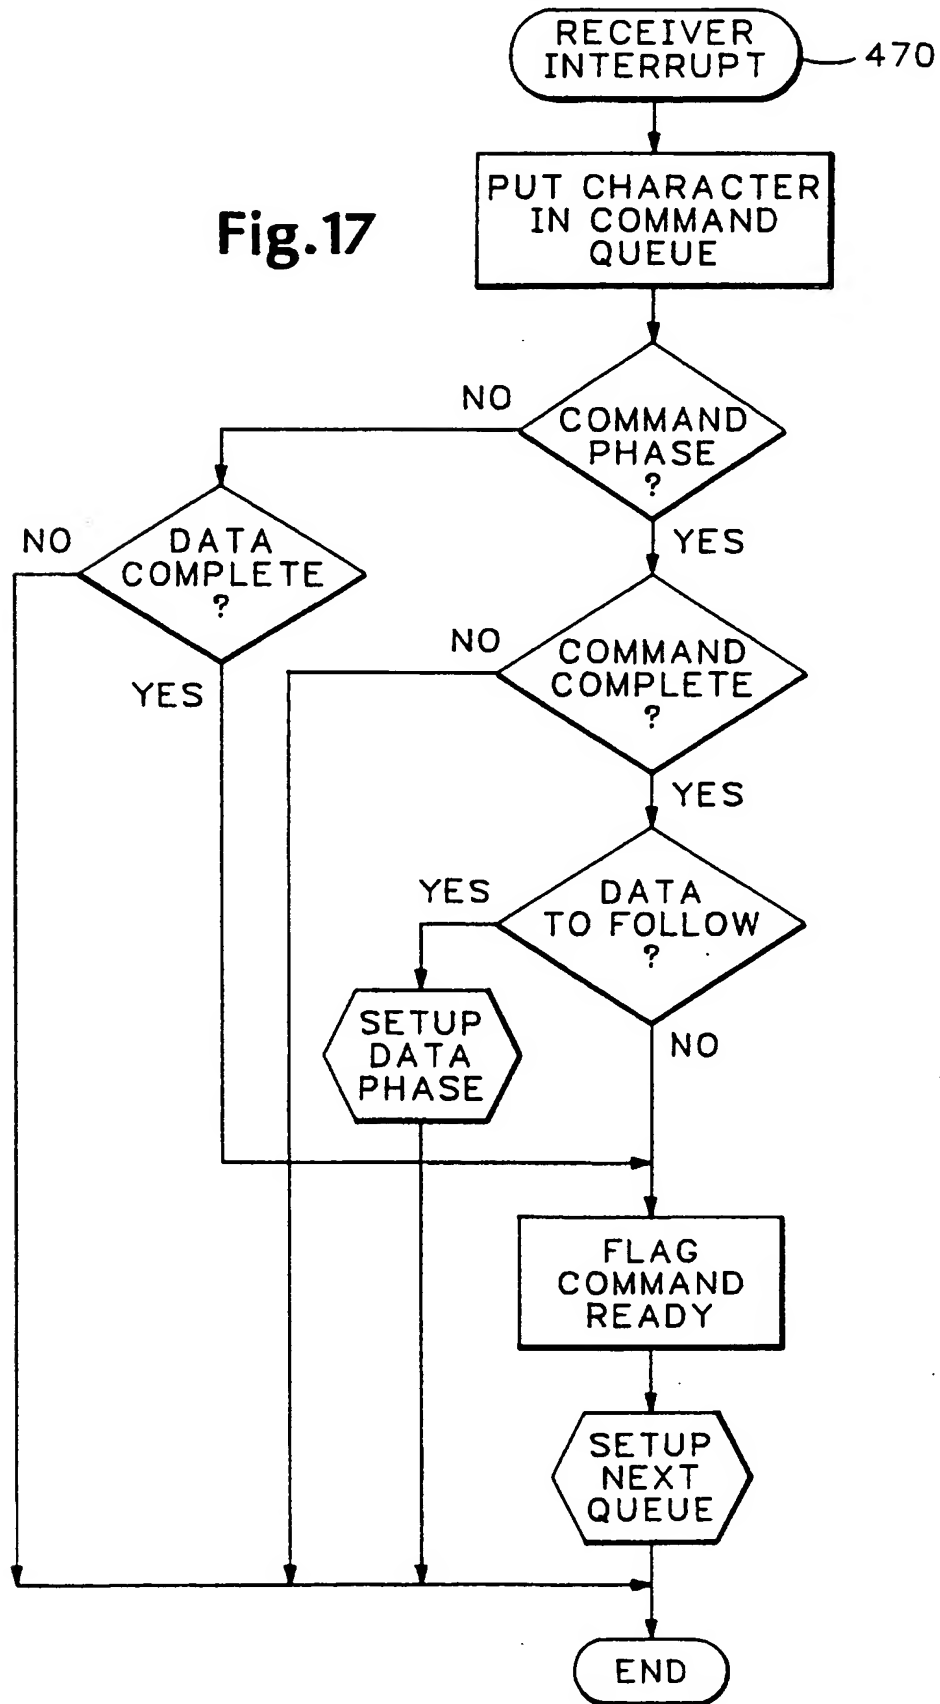 RECEIVER
INTERRUPT
470
PUT CHARACTER
IN COMMAND
QUEUE
Fig.17
NO
COMMAND
PHASE
?
NO
DATA
COMPLETE
?
YES
NO
COMMAND
COMPLETE
?
YES
YES
YES
DATA
TO FOLLOW
?
SETUP
DATA
PHASE
NO
FLAG
COMMAND
READY
SETUP
NEXT
QUEUE
END